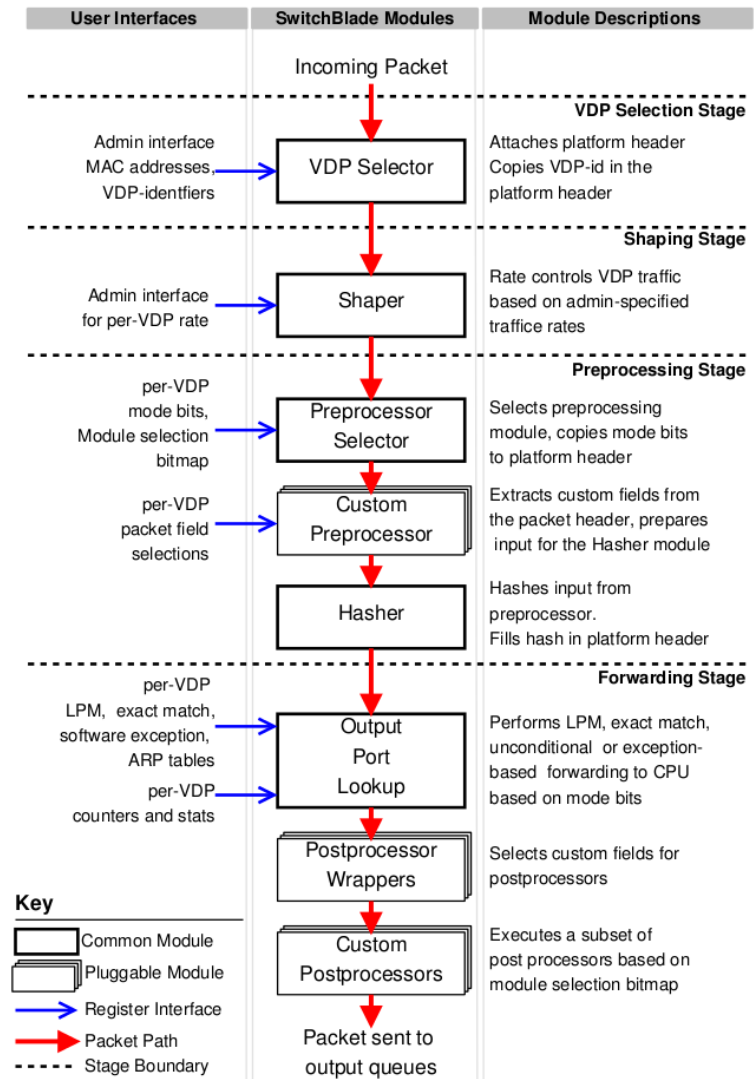 User Interfaces
SwitchBlade Modules
Module Descriptions
Incoming Packet
VDP Selection Stage
Admin interface
MAC addresses,
VDP-identfiers
VDP Selector
Attaches platform header
Copies VDP-id in the
platform header
Shaping Stage
Admin interface
for per-VDP rate
Shaper
Rate controls VDP traffic
based on admin-specified
traffice rates
Preprocessing Stage
per-VDP
mode bits,
Module selection
bitmap
Preprocessor
Selector
Selects preprocessing
module, copies mode bits
to platform header
per-VDP
packet field
selections
Custom
Preprocessor
Extracts custom fields from
the packet header, prepares
input for the Hasher module
Hasher
Hashes input from
preprocessor.
Fills hash in platform header
Forwarding Stage
per-VDP
LPM, exact match,
software exception,
ARP tables
per-VDP
counters and stats
Output
Port
Lookup
Performs LPM, exact match,
unconditional or exception-
based forwarding to CPU
based on mode bits
Postprocessor
Wrappers
Selects custom fields for
postprocessors
Custom
Postprocessors
Executes a subset of
post processors based on
module selection bitmap
Packet sent to
output queues
Key
Common Module
Pluggable Module
Register Interface
Packet Path
Stage Boundary